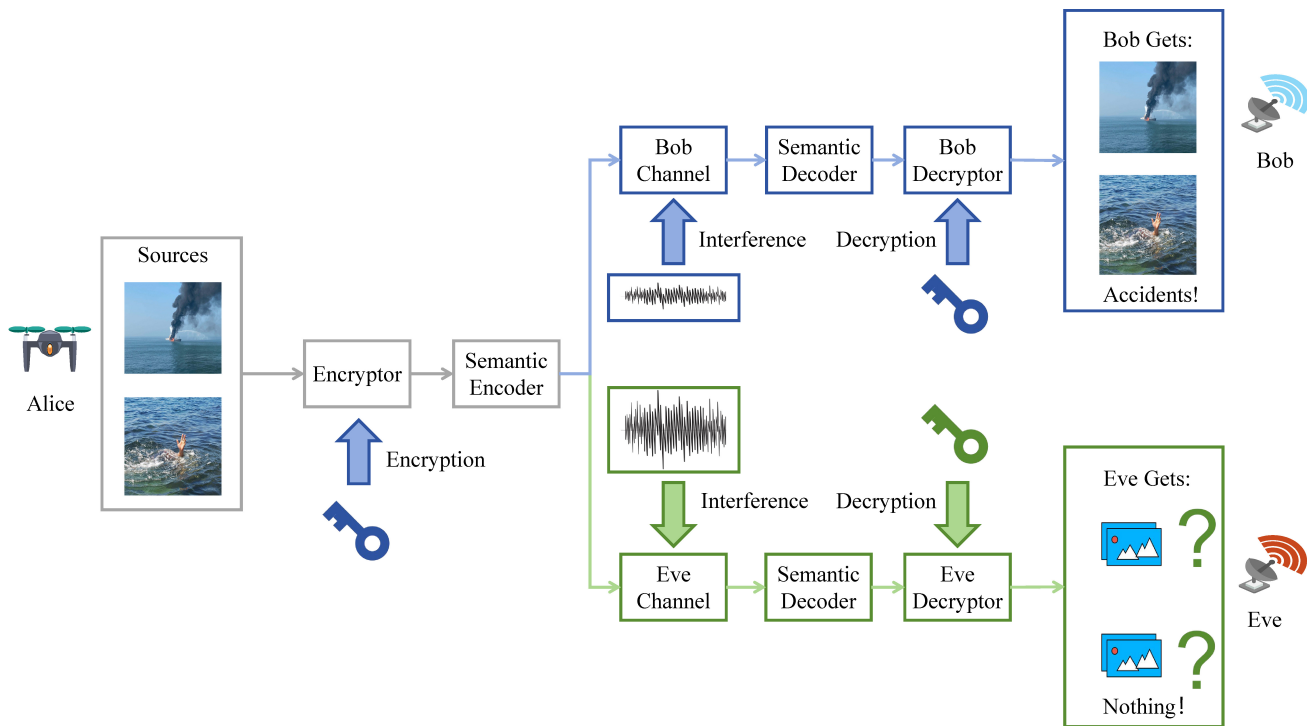 Alice
Sources
Encryptor
Encryption
Semantic
Encoder
Bob
Channel
Semantic
Decoder
Bob
Decryptor
Interference
Decryption
Bob Gets:
Accidents!
Bob
Interference
Decryption
Eve
Channel
Semantic
Decoder
Eve
Decryptor
Eve Gets:
?
?
Nothing!
Eve